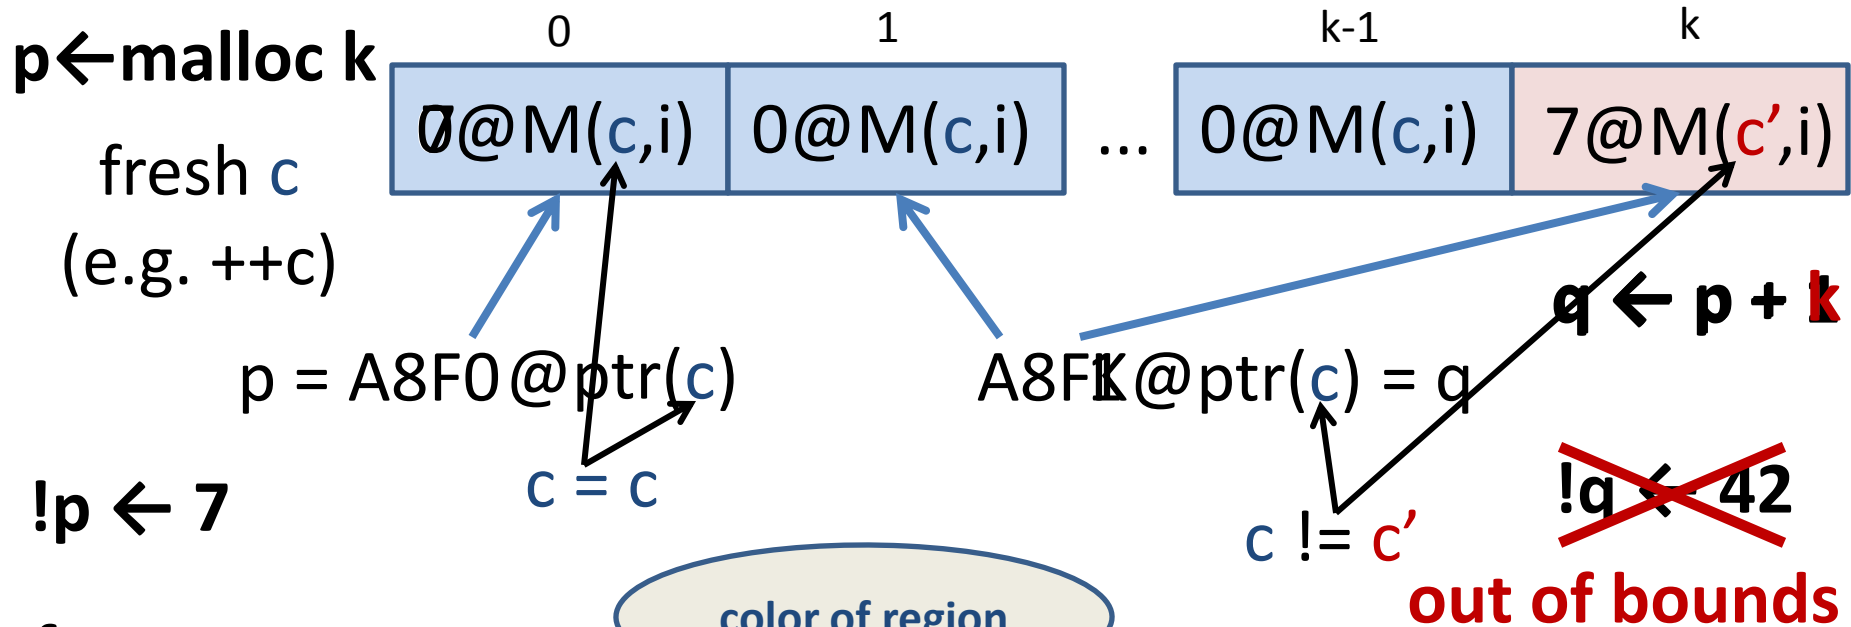 0 1 k-1 k
p←malloc k
7@M(c,i) 0@M(c,i) ... 0@M(c,i) 7@M(c’,i)
fresh c
(e.g. ++c)
q ← p + k
p = A8F0@ptr(c) A8FK@ptr(c) = q
c = c
!p ← 7
!q ← 42
c != c’
out of bounds
color of region